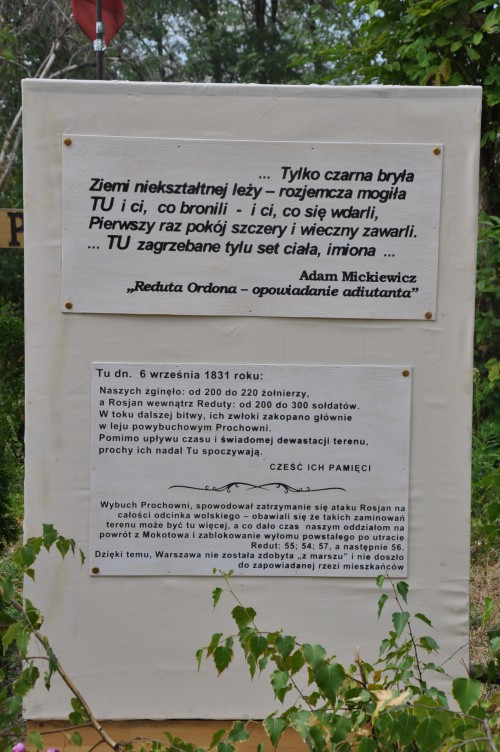 ... Tylko czarna bryła
Ziemi niekształtnej leży – rozjemcza mogiła
TU i ci, co bronili - i ci, co się wdarli,
Pierwszy raz pokój szczery i wieczny zawarli.
... TU zagrzebane tylu set ciała, imiona ...
Adam Mickiewicz
„Reduta Ordona – opowiadanie adiutanta”
P
Tu dn. 6 września 1831 roku:
Naszych zginęło: od 200 do 220 żołnierzy,
a Rosjan wewnątrz Reduty: od 200 do 300 sołdatów.
W toku dalszej bitwy, ich zwłoki zakopano głównie
w leju powybuchowym Prochowni.
Pomimo upływu czasu i świadomej dewastacji terenu,
prochy ich nadal Tu spoczywają.
CZEŚĆ ICH PAMIĘCI
Wybuch Prochowni, spowodował zatrzymanie się ataku Rosjan na
całości odcinka wolskiego – obawiali się że takich zaminowań
terenu może być tu więcej, a co dało czas naszym oddziałom na
powrót z Mokotowa i zablokowanie wyłomu powstałego po utracie
Redut: 55; 54; 57, a następnie 56.
Dzięki temu, Warszawa nie została zdobyta „z marszu” i nie doszło
do zapowiadanej rzezi mieszkańców